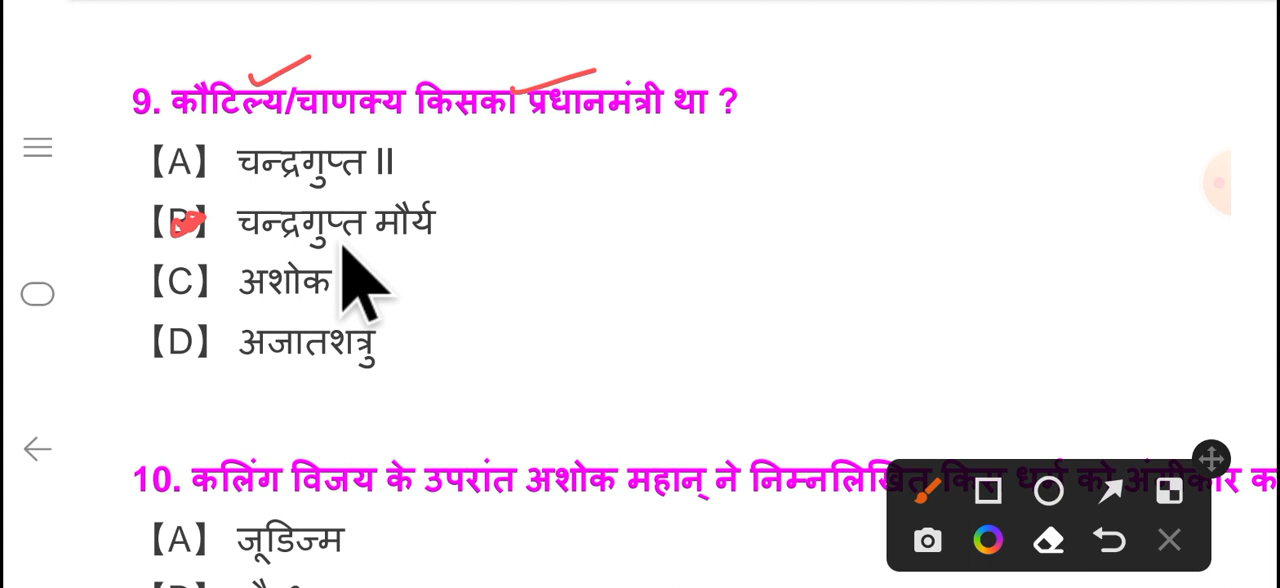 9. कौटिल्य/चाणक्य किसका प्रधानमंत्री था ?
【A】 चन्द्रगुप्त II
【B】 चन्द्रगुप्त मौर्य
【C】 अशोक
【D】 अजातशत्रु
10. कलिंग विजय के उपरांत अशोक महान् ने निम्नलिखित किस धर्म को अंगीकार क
【A】 जूडिज्म